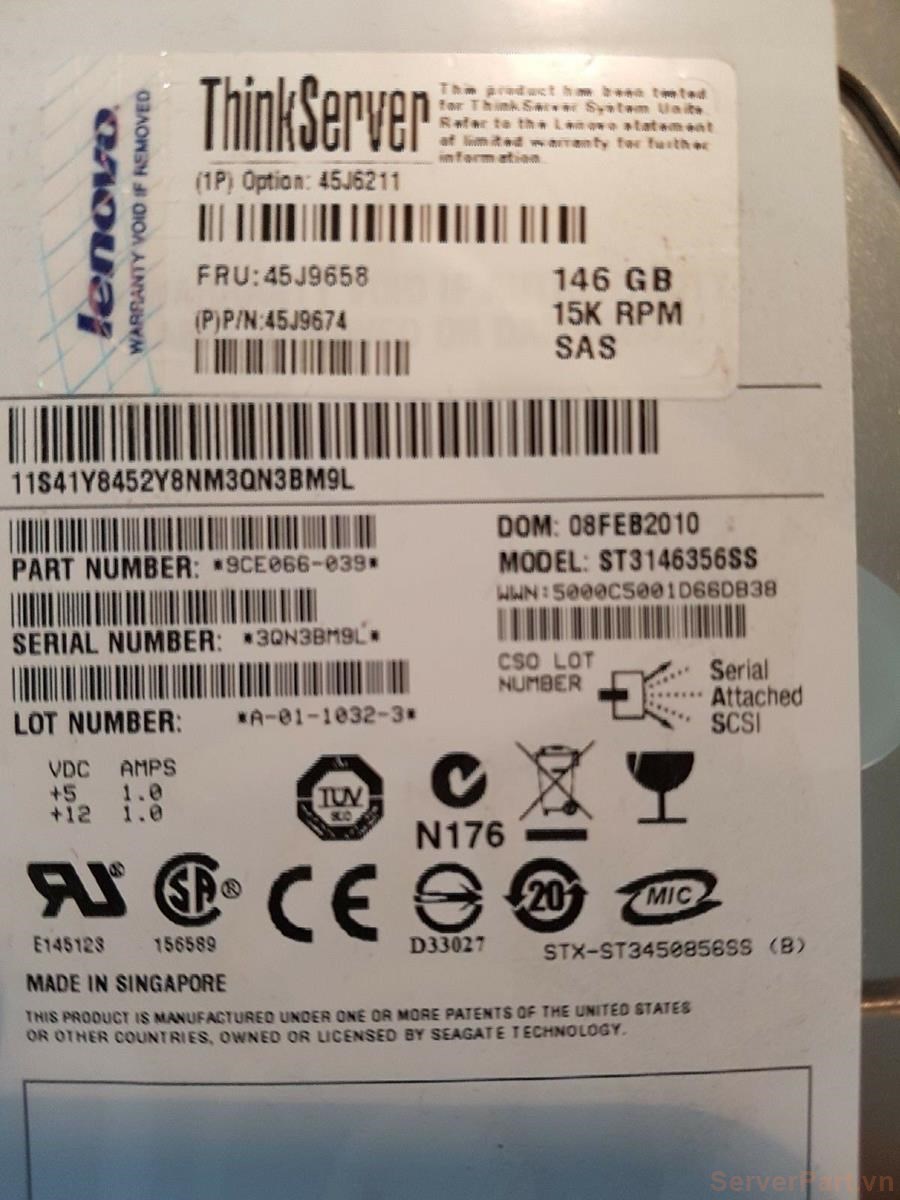 lenovo
WARRANTY VOID IF REMOVED
ThinkServer
This product has been tested
for ThinkServer System Units.
Refer to the Lenovo statement
of limited warranty for further
information.
(1P) Option: 45J6211
FRU:45J9658
(P)P/N:45J9674
146 GB
15K RPM
SAS
11S41Y8452Y8NM3QN3BM9L
PART NUMBER: *9CE066-039*
SERIAL NUMBER: *3QN3BM9L*
LOT NUMBER: *A-01-1032-3*
DOM: 08FEB2010
MODEL: ST3146356SS
WWN:5000C5001D66DB38
CSO LOT
NUMBER
Serial
Attached
SCSI
VDC AMPS
+5 1.0
+12 1.0
TUV
N176
E145123
SA®
156589
CE
D33027
20
MIC
STX-ST3450856SS (B)
MADE IN SINGAPORE
THIS PRODUCT IS MANUFACTURED UNDER ONE OR MORE PATENTS OF THE UNITED STATES
OR OTHER COUNTRIES, OWNED OR LICENSED BY SEAGATE TECHNOLOGY.
ServerPart.vn